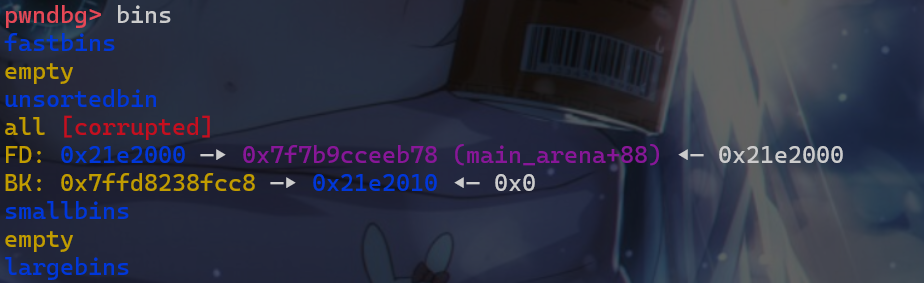 pwndbg> bins
fastbins
empty
unsortedbin
all [corrupted]
FD: 0x21e2000 —▸ 0x7f7b9cceeb78 (main_arena+88) ◂— 0x21e2000
BK: 0x7ffd8238fcc8 —▸ 0x21e2010 ◂— 0x0
smallbins
empty
largebins